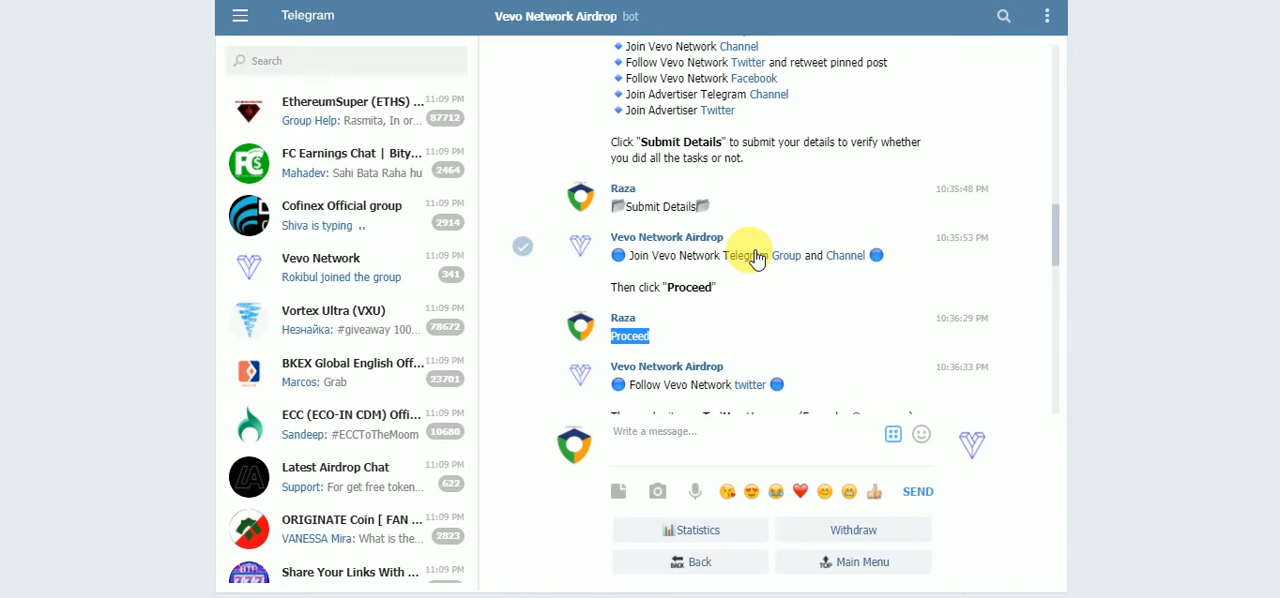 Telegram
Vevo Network Airdrop bot
Search
EthereumSuper (ETHS) ... 11:09 PM
Group Help: Rasmita, In or... 87712
FC Earnings Chat | Bity... 11:09 PM
Mahadev: Sahi Bata Raha hu 2464
Cofinex Official group 11:09 PM
Shiva is typing .. 2914
Vevo Network 11:09 PM
Rokibul joined the group 341
Vortex Ultra (VXU) 11:09 PM
Незнайка: #giveaway 100... 78672
BKEX Global English Off... 11:09 PM
Marcos: Grab 23701
ECC (ECO-IN CDM) Offi... 11:09 PM
Sandeep: #ECCToTheMoom 10680
Latest Airdrop Chat 11:09 PM
Support: For get free token... 622
ORIGINATE Coin [ FAN ... 11:09 PM
VANESSA Mira: What is the... 2823
Share Your Links With ... 11:09 PM
Join Vevo Network Channel
Follow Vevo Network Twitter and retweet pinned post
Follow Vevo Network Facebook
Join Advertiser Telegram Channel
Join Advertiser Twitter
Click "Submit Details" to submit your details to verify whether
you did all the tasks or not.
Raza 10:35:48 PM
Submit Details
Vevo Network Airdrop 10:35:53 PM
Join Vevo Network Telegram Group and Channel
Then click "Proceed"
Raza 10:36:29 PM
Proceed
Vevo Network Airdrop 10:36:33 PM
Follow Vevo Network twitter
Write a message...
SEND
Statistics
Withdraw
BACK Back
TOP Main Menu